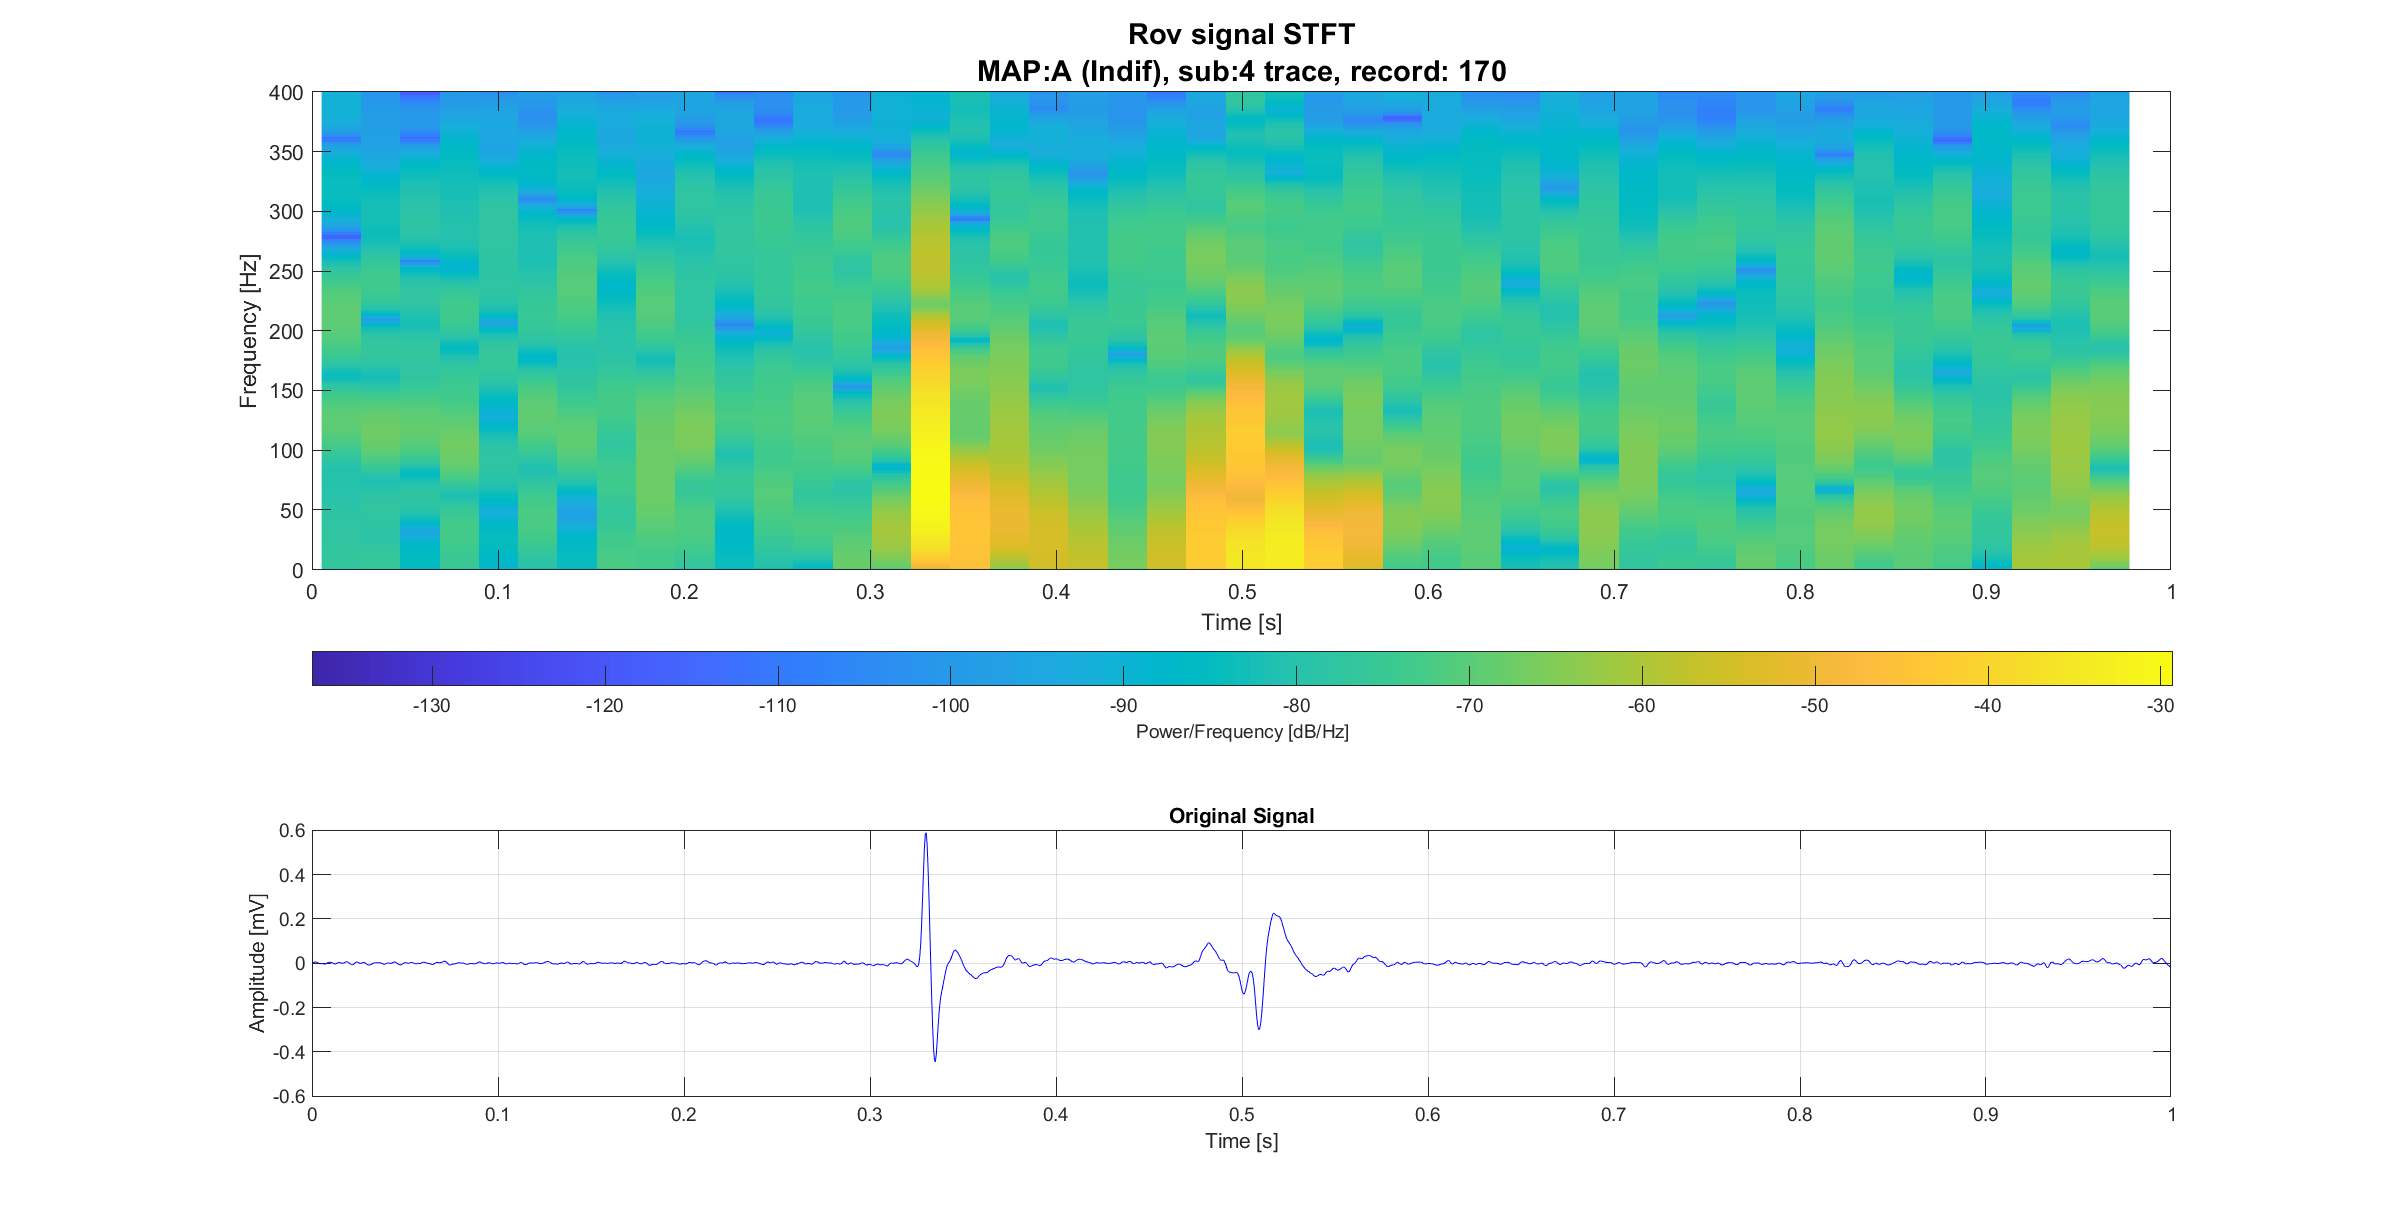 Rov signal STFT
MAP:A (Indif), sub:4 trace, record: 170
400
350
300
250
200
150
100
50
0
Frequency [Hz]
0 0.1 0.2 0.3 0.4 0.5 0.6 0.7 0.8 0.9 1
Time [s]
-130 -120 -110 -100 -90 -80 -70 -60 -50 -40 -30
Power/Frequency [dB/Hz]
Original Signal
0.6
0.4
0.2
0
-0.2
-0.4
-0.6
Amplitude [mV]
0 0.1 0.2 0.3 0.4 0.5 0.6 0.7 0.8 0.9 1
Time [s]